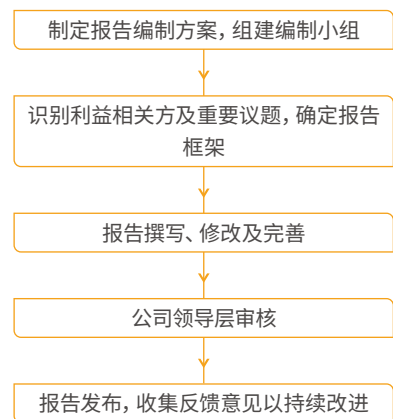 制定报告编制方案，组建编制小组
识别利益相关方及重要议题，确定报告
框架
报告撰写、修改及完善
公司领导层审核
报告发布，收集反馈意见以持续改进